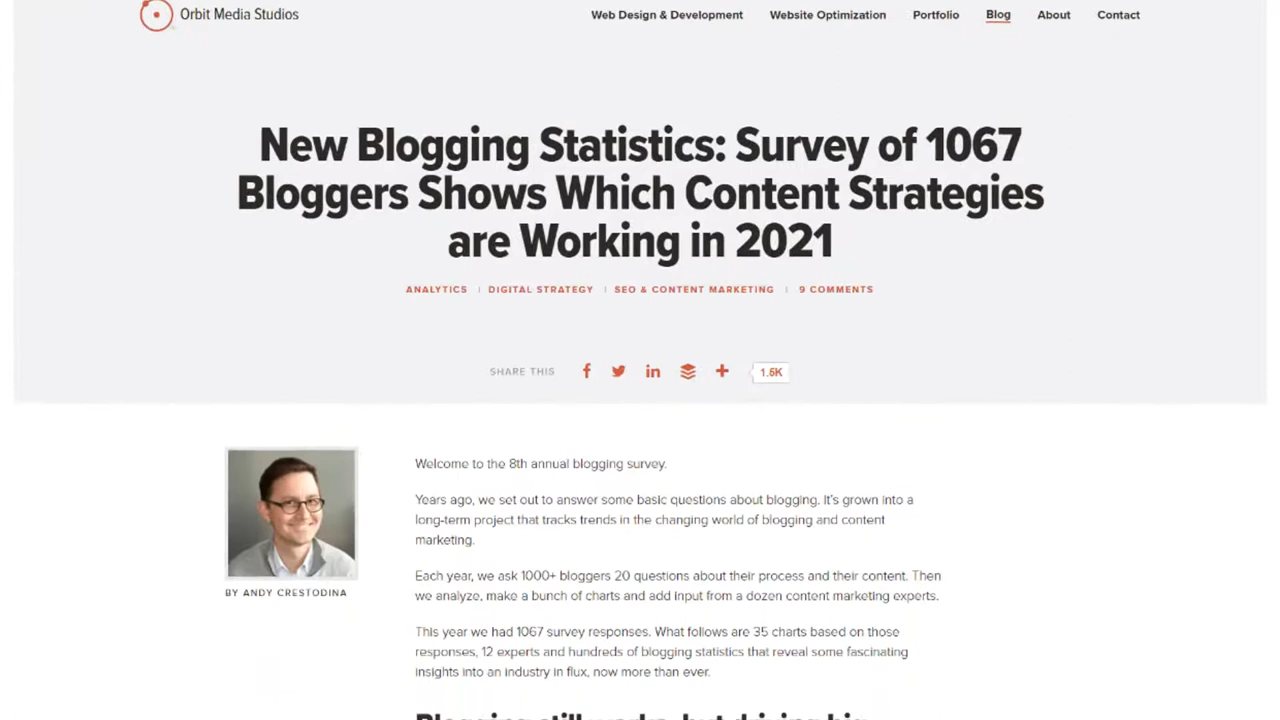 Orbit Media Studios
Web Design & Development Website Optimization Portfolio Blog About Contact
New Blogging Statistics: Survey of 1067
Bloggers Shows Which Content Strategies
are Working in 2021
ANALYTICS | DIGITAL STRATEGY | SEO & CONTENT MARKETING | 9 COMMENTS
SHARE THIS 1.5K
Welcome to the 8th annual blogging survey.
Years ago, we set out to answer some basic questions about blogging. It's grown into a
long-term project that tracks trends in the changing world of blogging and content
marketing.
Each year, we ask 1000+ bloggers 20 questions about their process and their content. Then
we analyze, make a bunch of charts and add input from a dozen content marketing experts.
BY ANDY CRESTODINA
This year we had 1067 survey responses. What follows are 35 charts based on those
responses, 12 experts and hundreds of blogging statistics that reveal some fascinating
insights into an industry in flux, now more than ever.
Blogging still works, but driving big